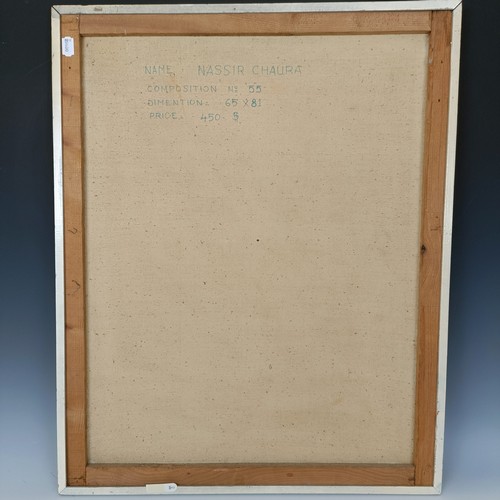 NAME. NASSIR CHAURA
COMPOSITION N: 55
DIMENTION. 65 X 81
PRICE. 450 $